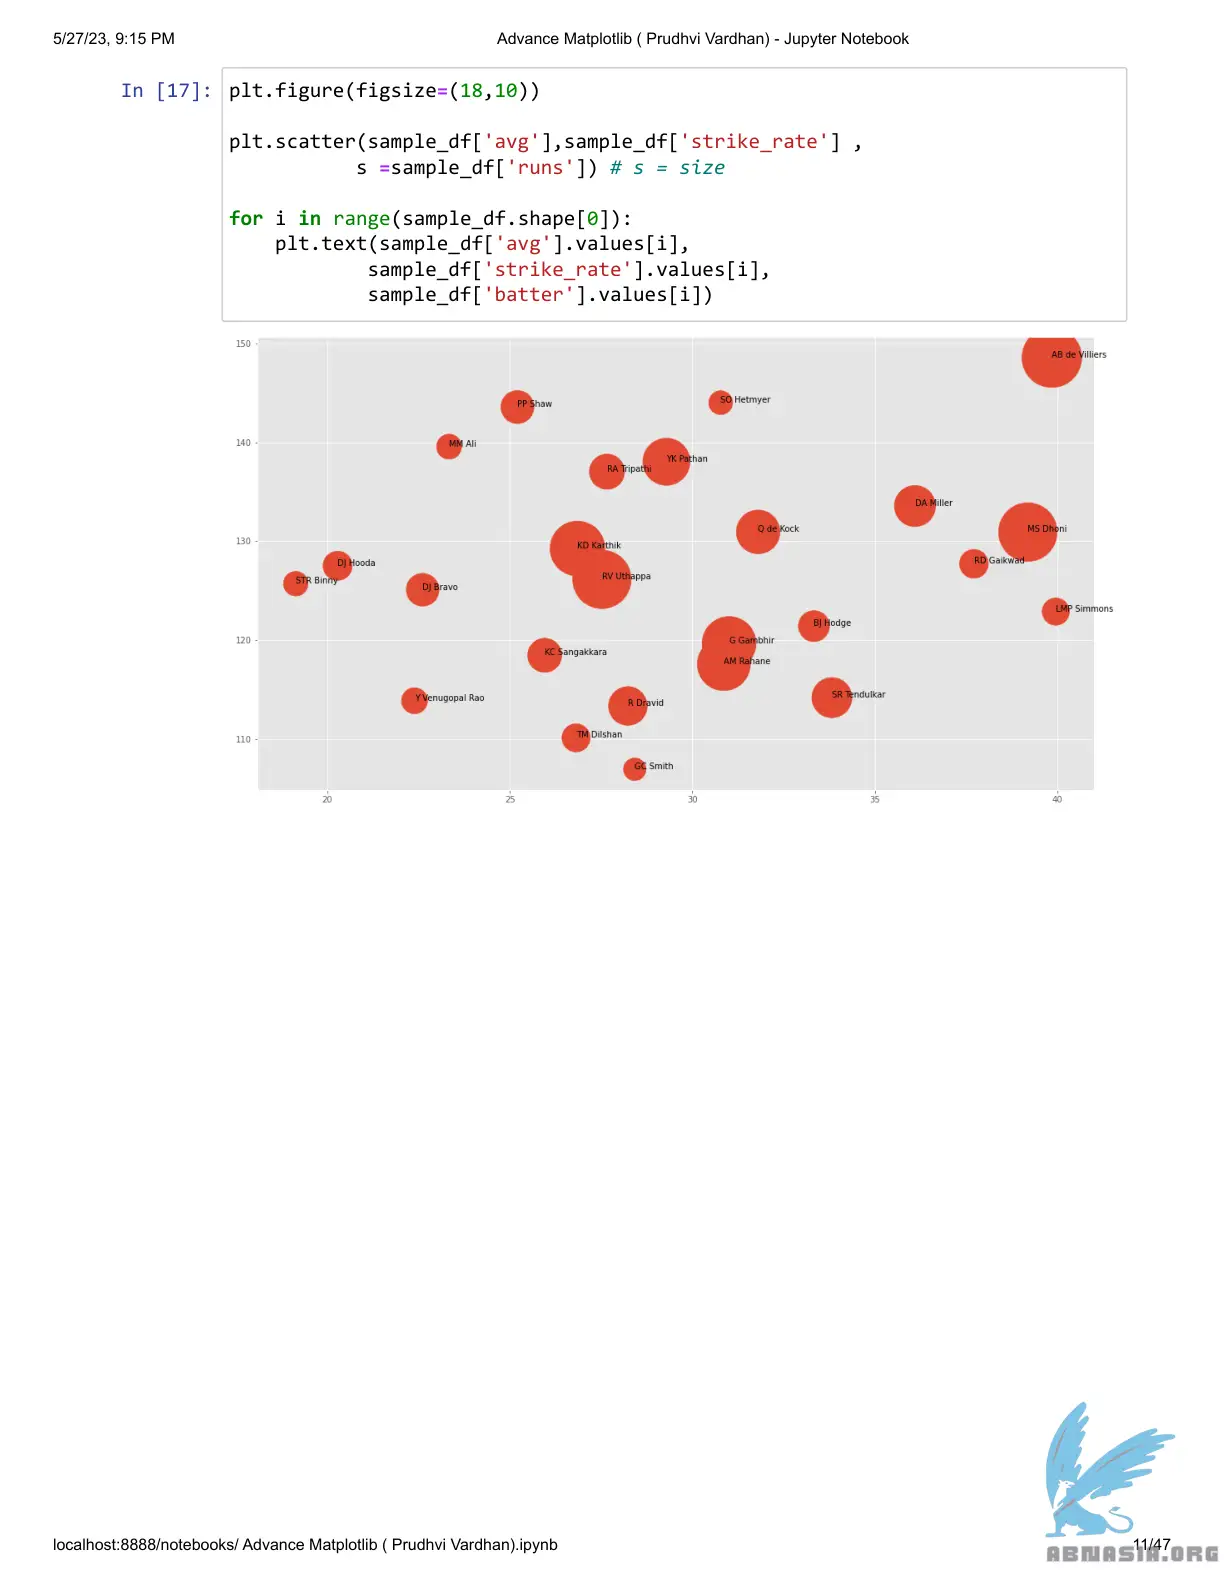 5/27/23, 9:15 PM
Advance Matplotlib ( Prudhvi Vardhan) - Jupyter Notebook
In [17]: plt.figure(figsize=(18,10))
plt.scatter(sample_df['avg'],sample_df['strike_rate'] ,
s =sample_df['runs']) # s = size
for i in range(sample_df.shape[0]):
plt.text(sample_df['avg'].values[i],
sample_df['strike_rate'].values[i],
sample_df['batter'].values[i])
150
AB de Villiers
PP Shaw
SO Hetmyer
140
MM Ali
RA Tripathi
YK Pathan
DA Miller
130
KD Karthik
Q de Kock
MS Dhoni
DJ Hooda
RD Gaikwad
STR Binny
DJ Bravo
RV Uthappa
LMP Simmons
120
BJ Hodge
G Gambhir
KC Sangakkara
AM Rahane
Y Venugopal Rao
R Dravid
SR Tendulkar
110
TM Dilshan
GC Smith
20
25
30
35
40
localhost:8888/notebooks/ Advance Matplotlib ( Prudhvi Vardhan).ipynb
11/47
ABMASIA.ORG